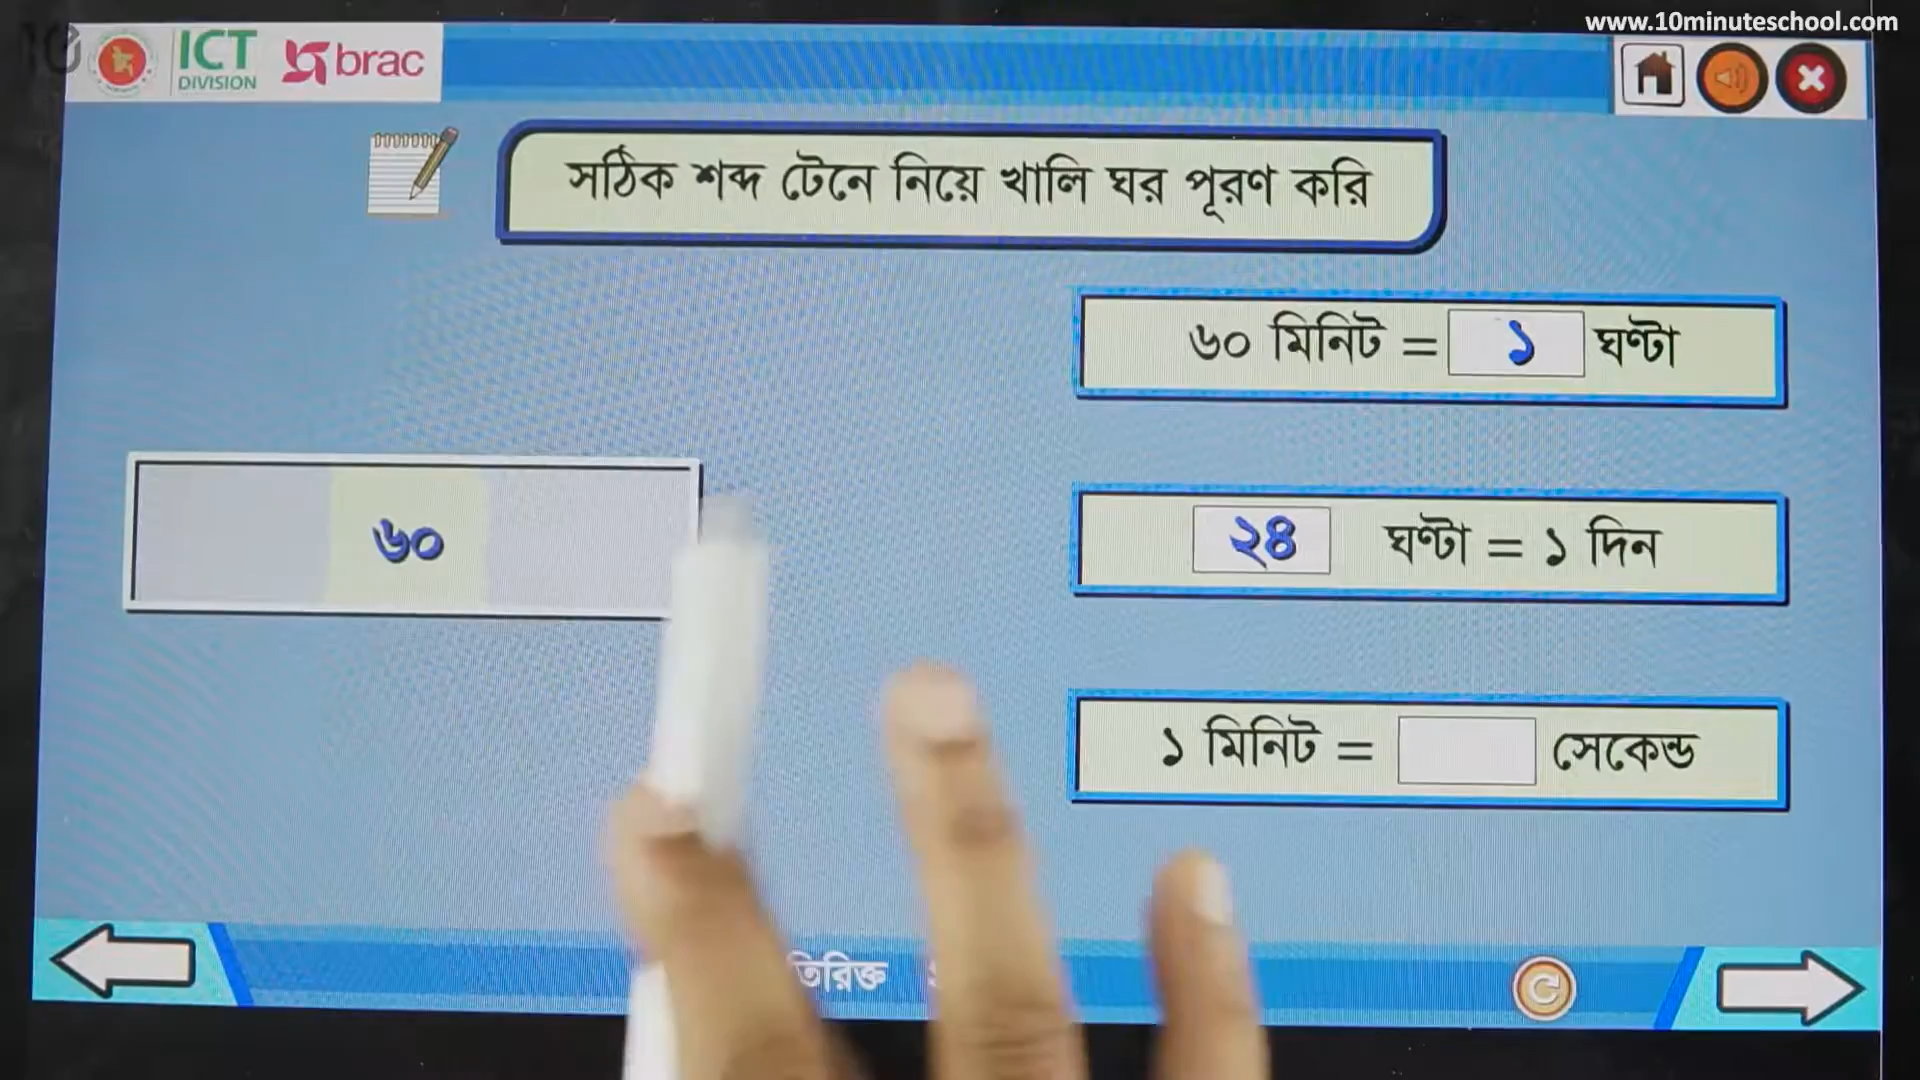 www.10minuteschool.com
ICT
DIVISION
brac
সঠিক শব্দ টেনে নিয়ে খালি ঘর পূরণ করি
৬০ মিনিট = ১ ঘণ্টা
৬০
২৪ ঘণ্টা = ১ দিন
১ মিনিট = সেকেন্ড